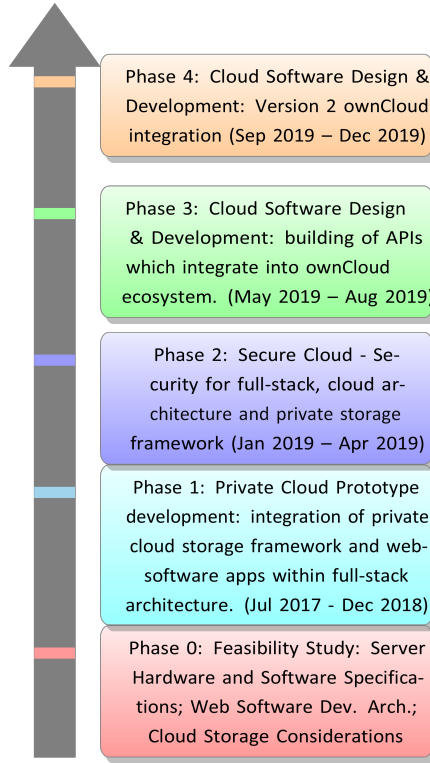 Phase 4: Cloud Software Design &
Development: Version 2 ownCloud
integration (Sep 2019 – Dec 2019)
Phase 3: Cloud Software Design
& Development: building of APIs
which integrate into ownCloud
ecosystem. (May 2019 – Aug 2019)
Phase 2: Secure Cloud - Se-
curity for full-stack, cloud ar-
chitecture and private storage
framework (Jan 2019 – Apr 2019)
Phase 1: Private Cloud Prototype
development: integration of private
cloud storage framework and web-
software apps within full-stack
architecture. (Jul 2017 - Dec 2018)
Phase 0: Feasibility Study: Server
Hardware and Software Specifica-
tions; Web Software Dev. Arch.;
Cloud Storage Considerations